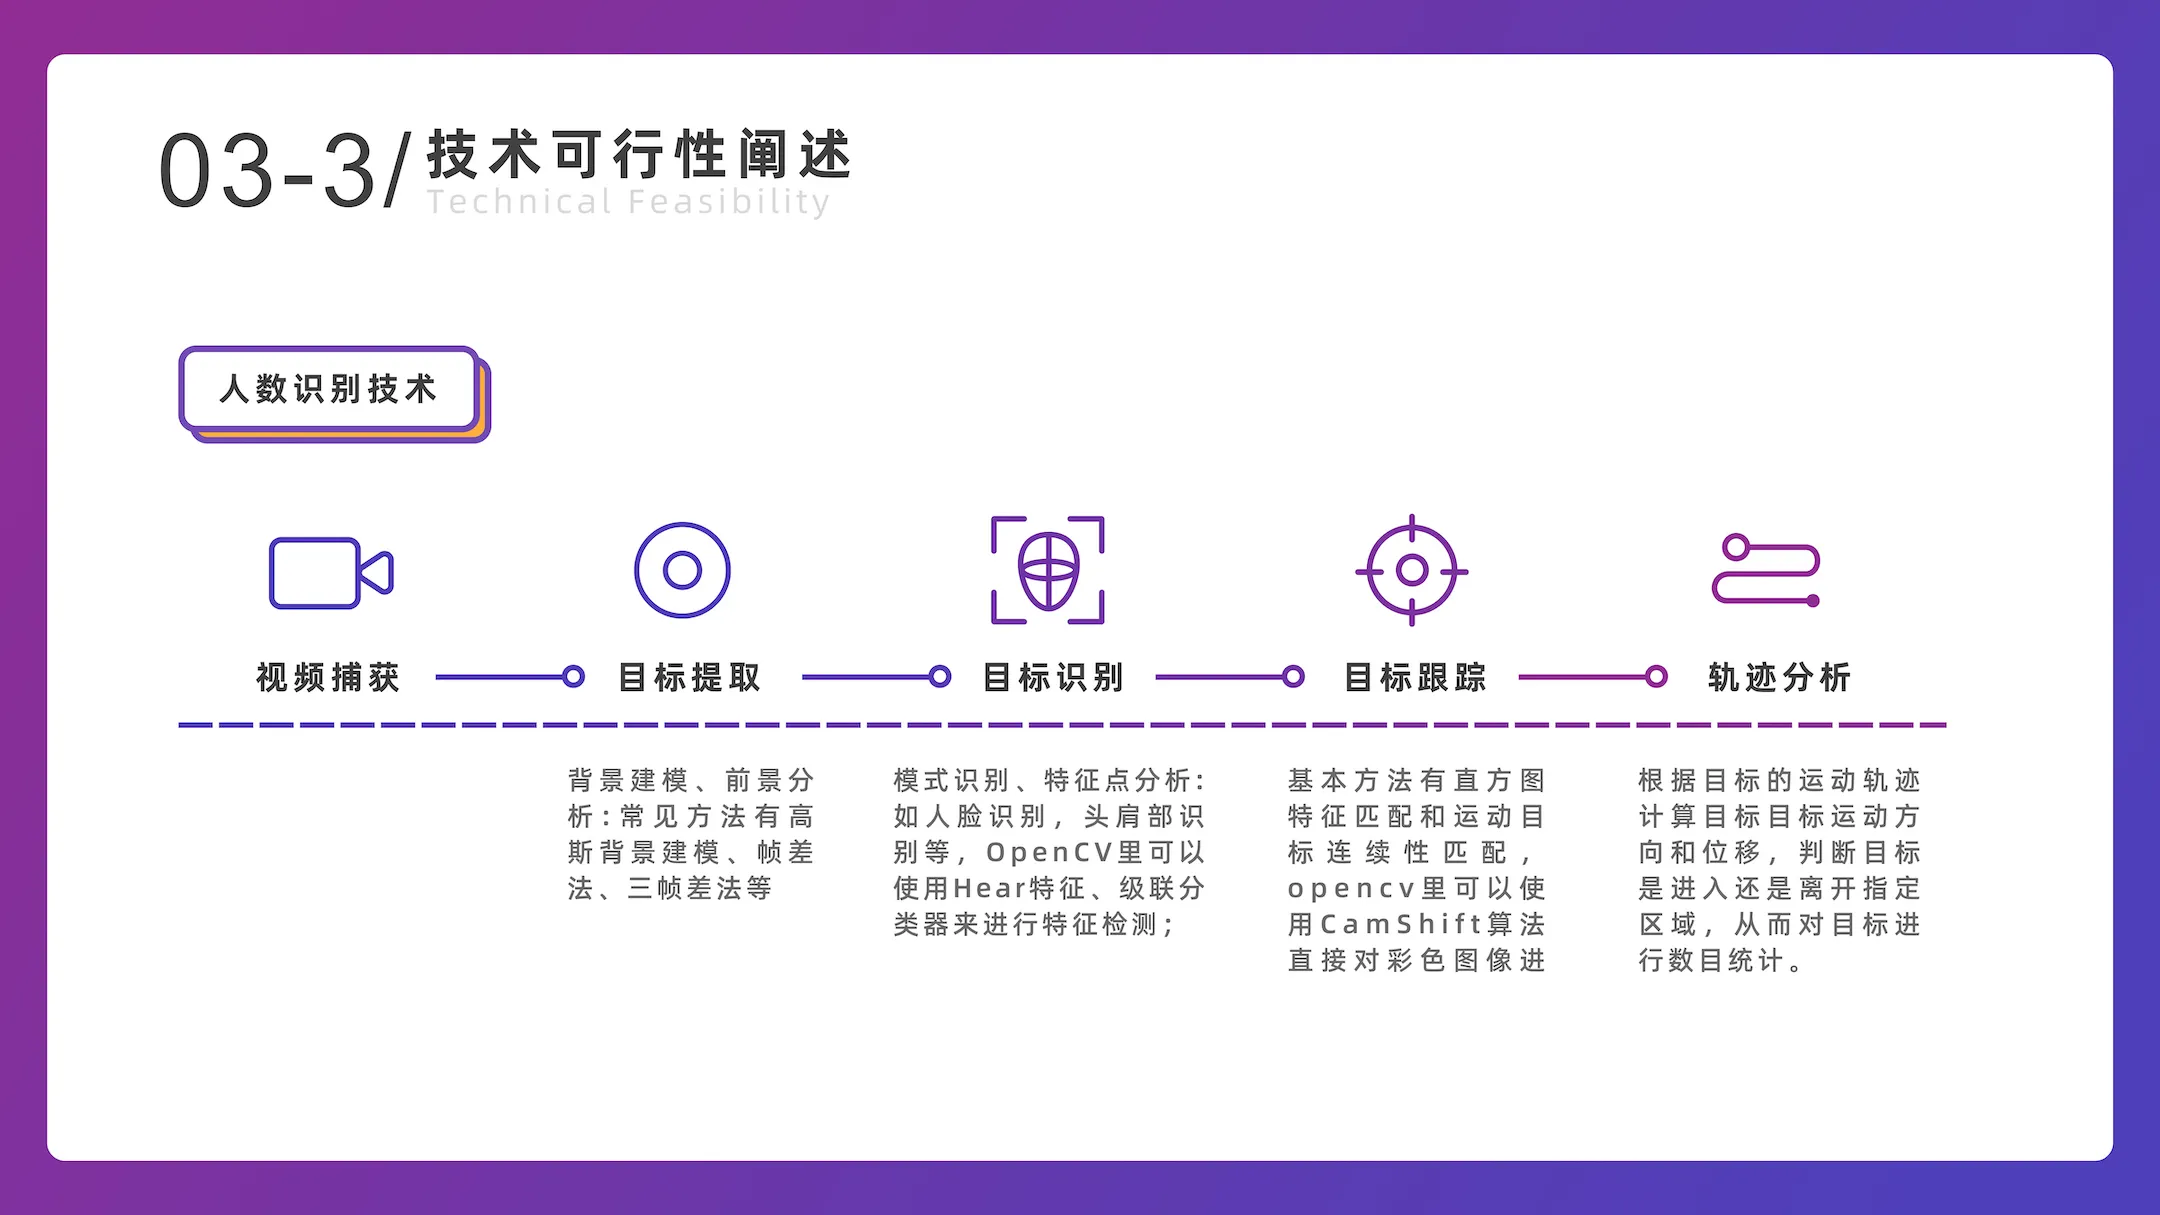 03-3/技术可行性阐述
Technical Feasibility
人数识别技术
视频捕获
目标提取
目标识别
目标跟踪
轨迹分析
背景建模、前景分
析:常见方法有高
斯背景建模、帧差
法、三帧差法等
模式识别、特征点分析:
如人脸识别，头肩部识
别等，OpenCV里可以
使用Hear特征、级联分
类器来进行特征检测；
基本方法有直方图
特征匹配和运动目
标连续性匹配，
opencv里可以使
用CamShift算法
直接对彩色图像进
根据目标的运动轨迹
计算目标目标运动方
向和位移，判断目标
是进入还是离开指定
区域，从而对目标进
行数目统计。